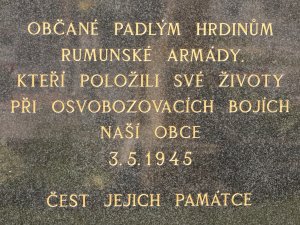 OBČANÉ PADLÝM HRDINŮM
RUMUNSKÉ ARMÁDY.
KTEŘÍ POLOŽILI SVÉ ŽIVOTY
PŘI OSVOBOZOVACÍCH BOJÍCH
NAŠÍ OBCE
3.5.1945
ČEST JEJICH PAMÁTCE